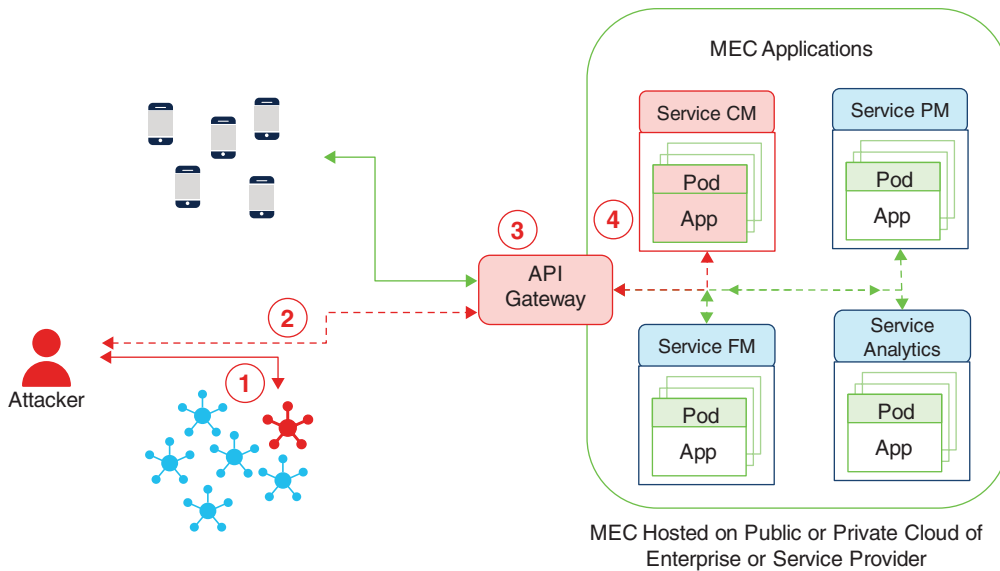 MEC Applications
Service CM
Pod
App
Service PM
Pod
App
4
3
API
Gateway
2
1
Attacker
Service FM
Pod
App
Service
Analytics
Pod
App
MEC Hosted on Public or Private Cloud of
Enterprise or Service Provider